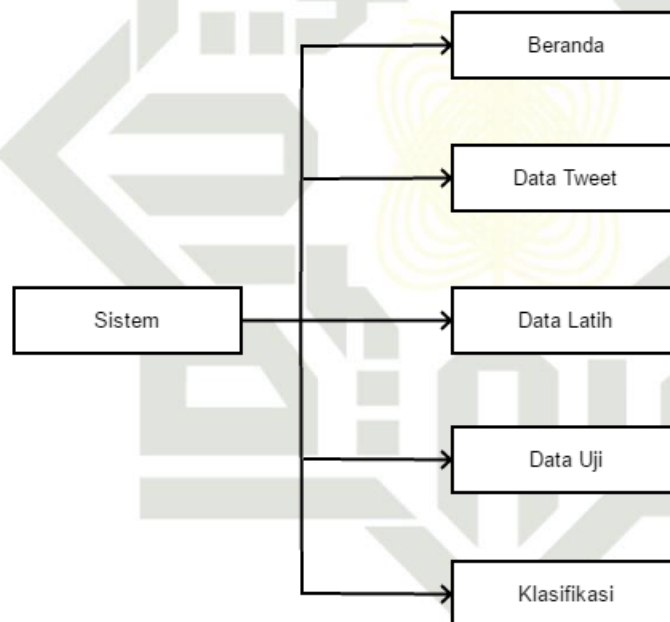 Beranda
Data Tweet
Sistem
Data Latih
Data Uji
Klasifikasi